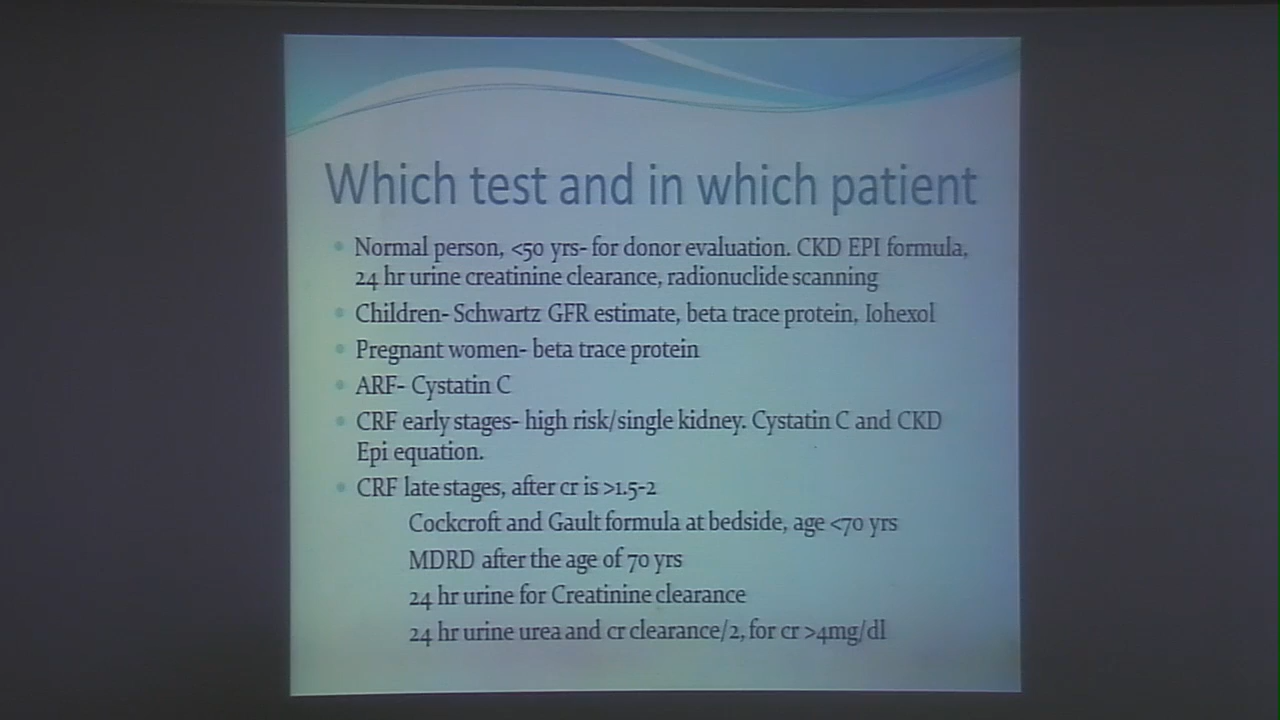 Which test and in which patient
Normal person, <50 yrs- for donor evaluation. CKD EPI formula,
24 hr urine creatinine clearance, radionuclide scanning
Children- Schwartz GFR estimate, beta trace protein, Iohexol
Pregnant women- beta trace protein
ARF- Cystatin C
CRF early stages- high risk/single kidney. Cystatin C and CKD
Epi equation.
CRF late stages, after cr is >1.5-2
Cockcroft and Gault formula at bedside, age <70 yrs
MDRD after the age of 70 yrs
24 hr urine for Creatinine clearance
24 hr urine urea and cr clearance/2, for cr >4mg/dl